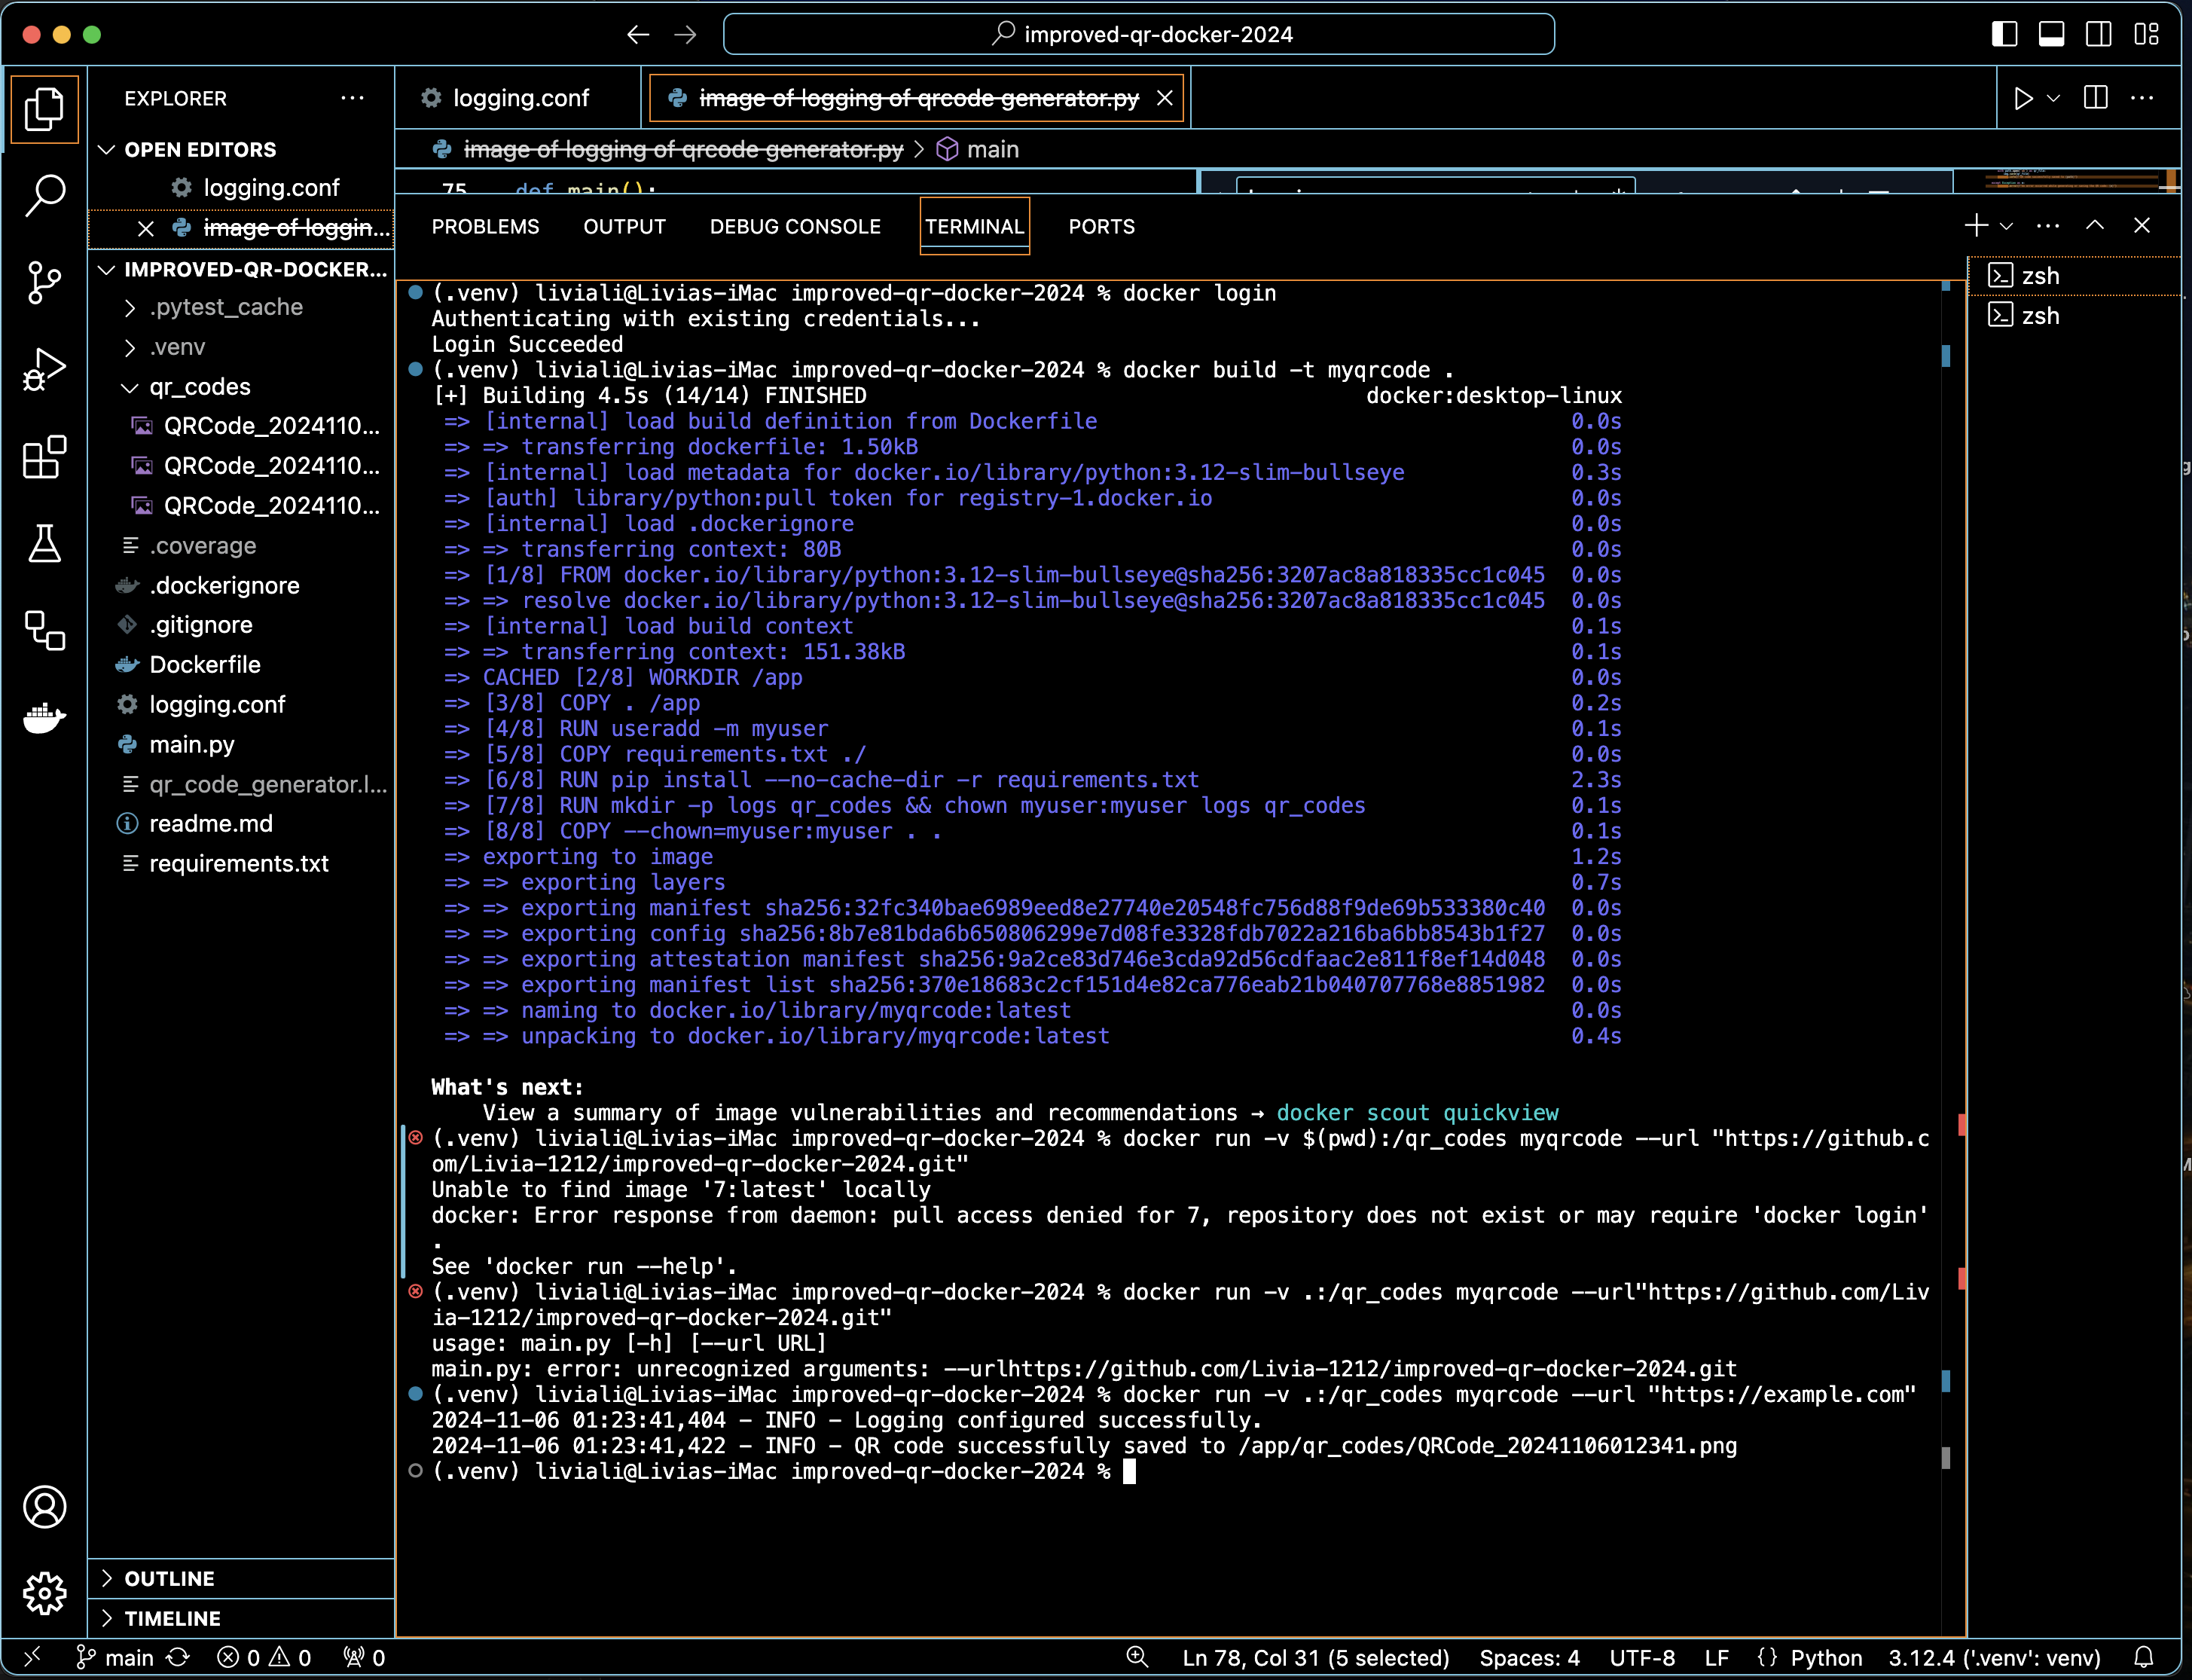 improved-qr-docker-2024
EXPLORER
logging.conf
image of logging of qrcode generator.py
OPEN EDITORS
logging.conf
image of loggin...
image of logging of qrcode generator.py > main
75 def main():
IMPROVED-QR-DOCKER...
.pytest_cache
.venv
qr_codes
QRCode_2024110...
QRCode_2024110...
QRCode_2024110...
.coverage
.dockerignore
.gitignore
Dockerfile
logging.conf
main.py
qr_code_generator.l...
readme.md
requirements.txt
OUTLINE
TIMELINE
PROBLEMS OUTPUT DEBUG CONSOLE TERMINAL PORTS
zsh
zsh
(.venv) liviali@Livias-iMac improved-qr-docker-2024 % docker login
Authenticating with existing credentials...
Login Succeeded
(.venv) liviali@Livias-iMac improved-qr-docker-2024 % docker build -t myqrcode .
[+] Building 4.5s (14/14) FINISHED docker:desktop-linux
=> [internal] load build definition from Dockerfile 0.0s
=> => transferring dockerfile: 1.50kB 0.0s
=> [internal] load metadata for docker.io/library/python:3.12-slim-bullseye 0.3s
=> [auth] library/python:pull token for registry-1.docker.io 0.0s
=> [internal] load .dockerignore 0.0s
=> => transferring context: 80B 0.0s
=> [1/8] FROM docker.io/library/python:3.12-slim-bullseye@sha256:3207ac8a818335cc1c045 0.0s
=> => resolve docker.io/library/python:3.12-slim-bullseye@sha256:3207ac8a818335cc1c045 0.0s
=> [internal] load build context 0.1s
=> => transferring context: 151.38kB 0.1s
=> CACHED [2/8] WORKDIR /app 0.0s
=> [3/8] COPY . /app 0.2s
=> [4/8] RUN useradd -m myuser 0.1s
=> [5/8] COPY requirements.txt ./ 0.0s
=> [6/8] RUN pip install --no-cache-dir -r requirements.txt 2.3s
=> [7/8] RUN mkdir -p logs qr_codes && chown myuser:myuser logs qr_codes 0.1s
=> [8/8] COPY --chown=myuser:myuser . . 0.1s
=> exporting to image 1.2s
=> => exporting layers 0.7s
=> => exporting manifest sha256:32fc340bae6989eed8e27740e20548fc756d88f9de69b533380c40 0.0s
=> => exporting config sha256:8b7e81bda6b650806299e7d08fe3328fdb7022a216ba6bb8543b1f27 0.0s
=> => exporting attestation manifest sha256:9a2ce83d746e3cda92d56cdfaac2e811f8ef14d048 0.0s
=> => exporting manifest list sha256:370e18683c2cf151d4e82ca776eab21b040707768e8851982 0.0s
=> => naming to docker.io/library/myqrcode:latest 0.0s
=> => unpacking to docker.io/library/myqrcode:latest 0.4s
What's next:
View a summary of image vulnerabilities and recommendations → docker scout quickview
(.venv) liviali@Livias-iMac improved-qr-docker-2024 % docker run -v $(pwd):/qr_codes myqrcode --url "https://github.c
om/Livia-1212/improved-qr-docker-2024.git"
Unable to find image '7:latest' locally
docker: Error response from daemon: pull access denied for 7, repository does not exist or may require 'docker login'
.
See 'docker run --help'.
(.venv) liviali@Livias-iMac improved-qr-docker-2024 % docker run -v .:/qr_codes myqrcode --url"https://github.com/Liv
ia-1212/improved-qr-docker-2024.git"
usage: main.py [-h] [--url URL]
main.py: error: unrecognized arguments: --urlhttps://github.com/Livia-1212/improved-qr-docker-2024.git
(.venv) liviali@Livias-iMac improved-qr-docker-2024 % docker run -v .:/qr_codes myqrcode --url "https://example.com"
2024-11-06 01:23:41,404 - INFO - Logging configured successfully.
2024-11-06 01:23:41,422 - INFO - QR code successfully saved to /app/qr_codes/QRCode_20241106012341.png
(.venv) liviali@Livias-iMac improved-qr-docker-2024 %
main 0 0 0 Ln 78, Col 31 (5 selected) Spaces: 4 UTF-8 LF {} Python 3.12.4 ('.venv': venv)